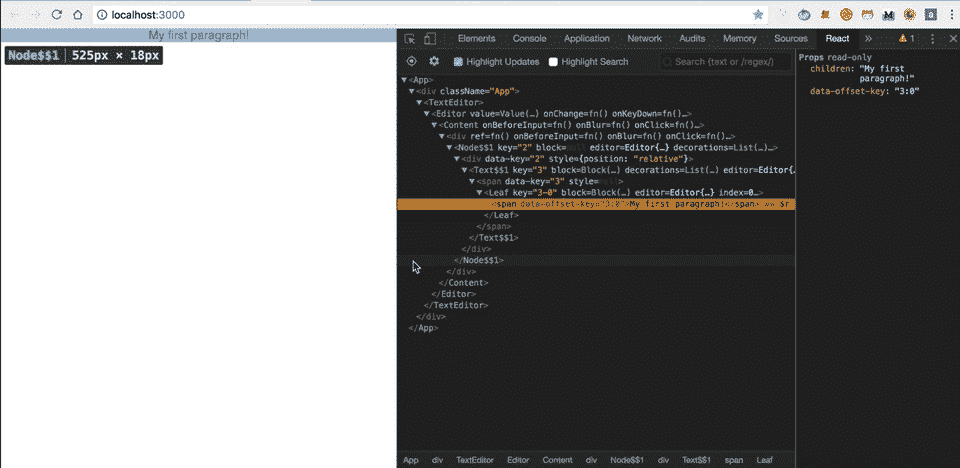 localhost:3000
My first paragraph!
Node$$1 525px × 18px
Elements Console Application Network Audits Memory Sources React » 1
Highlight Updates Highlight Search Search (text or /regex/)
<App>
<div className="App">
<TextEditor>
<Editor value=Value(…) onChange=fn() onKeyDown=fn()…>
<Content onBeforeInput=fn() onBlur=fn() onClick=fn()…>
<div ref=fn() onBeforeInput=fn() onBlur=fn() onClick=fn()…>
<Node$$1 key="2" block=null editor=Editor{…} decorations=List(…)…>
<div data-key="2" style={position: "relative"}>
<Text$$1 key="3" block=Block(…) decorations=List(…) editor=Editor{…
<span data-key="3" style=null>
<Leaf key="3-0" block=Block(…) editor=Editor{…} index=0…>
<span data-offset-key="3:0">My first paragraph!</span> == $r
</Leaf>
</span>
</Text$$1>
</div>
</Node$$1>
</div>
</Content>
</Editor>
</TextEditor>
</div>
</App>
App div TextEditor Editor Content div Node$$1 div Text$$1 span Leaf
Props read-only
children: "My first
paragraph!"
data-offset-key: "3:0"